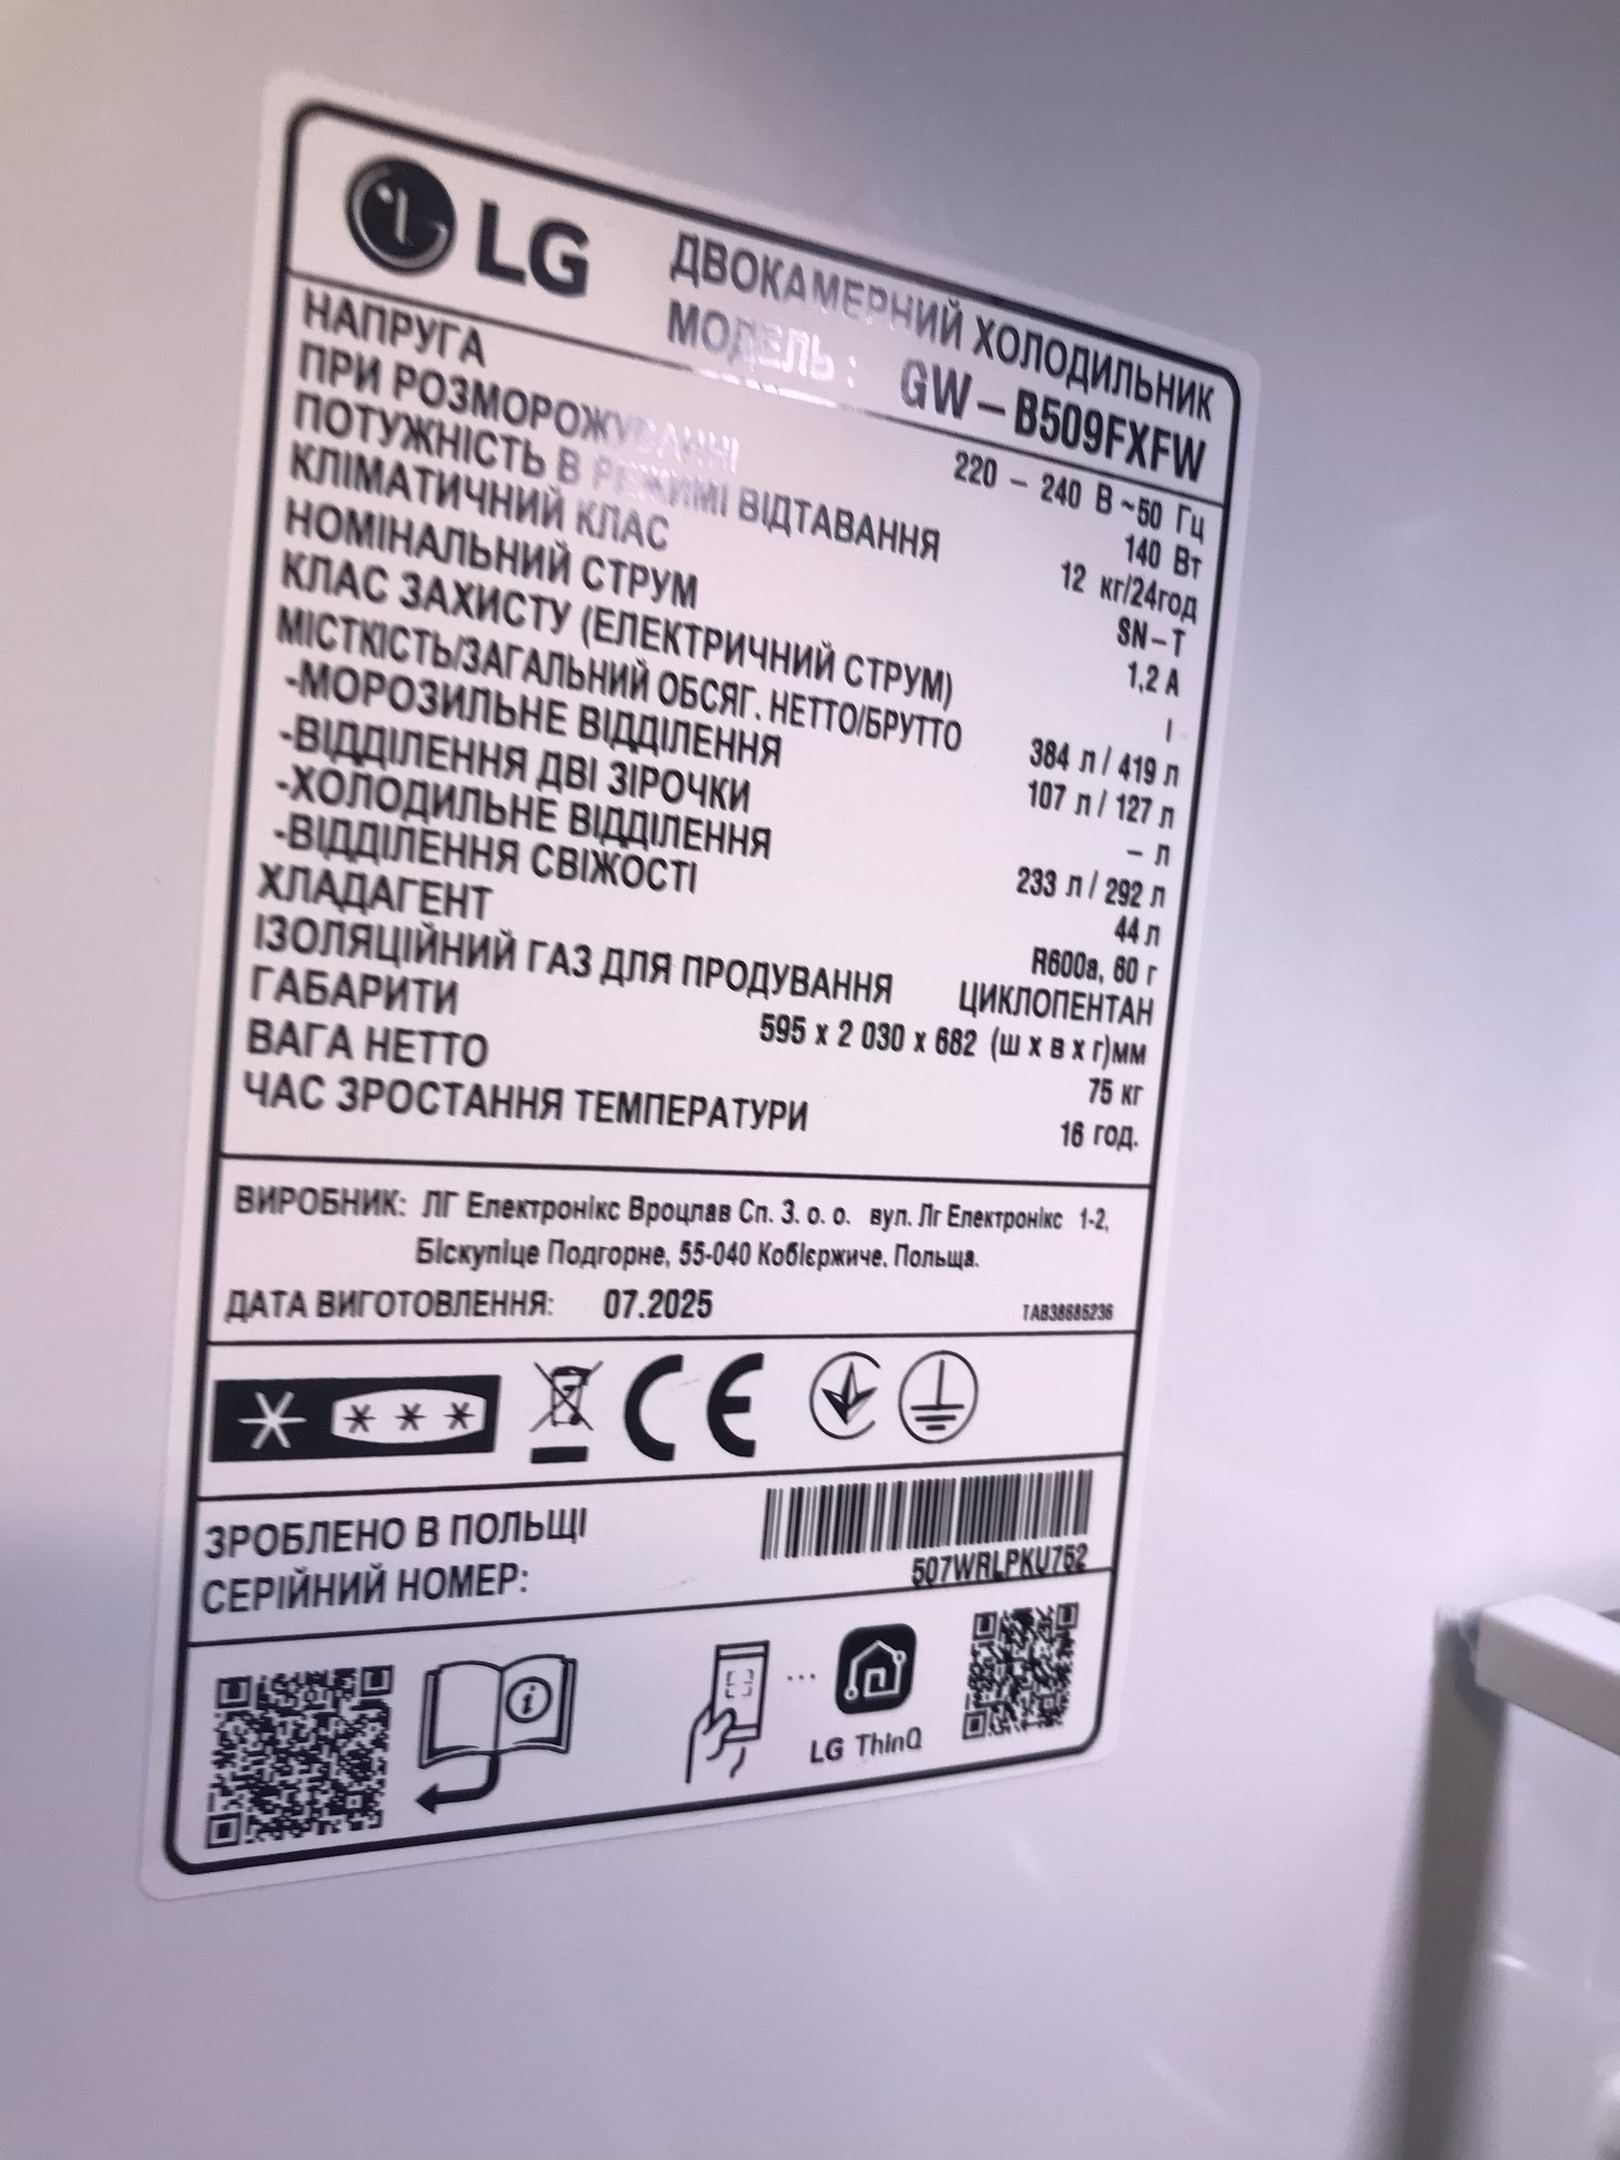 LG
ДВОКАМЕРНИЙ ХОЛОДИЛЬНИК
МОДЕЛЬ : GW-B509FXFW
НАПРУГА 220 – 240 В ~50 Гц
ПРИ РОЗМОРОЖУВАННІ 140 Вт
ПОТУЖНІСТЬ В РЕЖИМІ ВІДТАВАННЯ 12 кг/24год
КЛІМАТИЧНИЙ КЛАС SN-T
НОМІНАЛЬНИЙ СТРУМ 1,2 А
КЛАС ЗАХИСТУ (ЕЛЕКТРИЧНИЙ СТРУМ) I
МІСТКІСТЬ/ЗАГАЛЬНИЙ ОБСЯГ. НЕТТО/БРУТТО 384 л / 419 л
-МОРОЗИЛЬНЕ ВІДДІЛЕННЯ 107 л / 127 л
-ВІДДІЛЕННЯ ДВІ ЗІРОЧКИ – л
-ХОЛОДИЛЬНЕ ВІДДІЛЕННЯ 233 л / 292 л
-ВІДДІЛЕННЯ СВІЖОСТІ 44 л
ХЛАДАГЕНТ R600a, 60 г
ІЗОЛЯЦІЙНИЙ ГАЗ ДЛЯ ПРОДУВАННЯ ЦИКЛОПЕНТАН
ГАБАРИТИ 595 x 2 030 x 682 (ш x в x г)мм
ВАГА НЕТТО 75 кг
ЧАС ЗРОСТАННЯ ТЕМПЕРАТУРИ 16 год.
ВИРОБНИК: ЛГ Електронікс Вроцлав Сп. З. о. о. вул. Лг Електронікс 1-2,
Біскупіце Подгорне, 55-040 Кобієржиче. Польща.
ДАТА ВИГОТОВЛЕННЯ: 07.2025 TAB38685236
CE
ЗРОБЛЕНО В ПОЛЬЩІ
СЕРІЙНИЙ НОМЕР: 507WRLPKU752
LG ThinQ